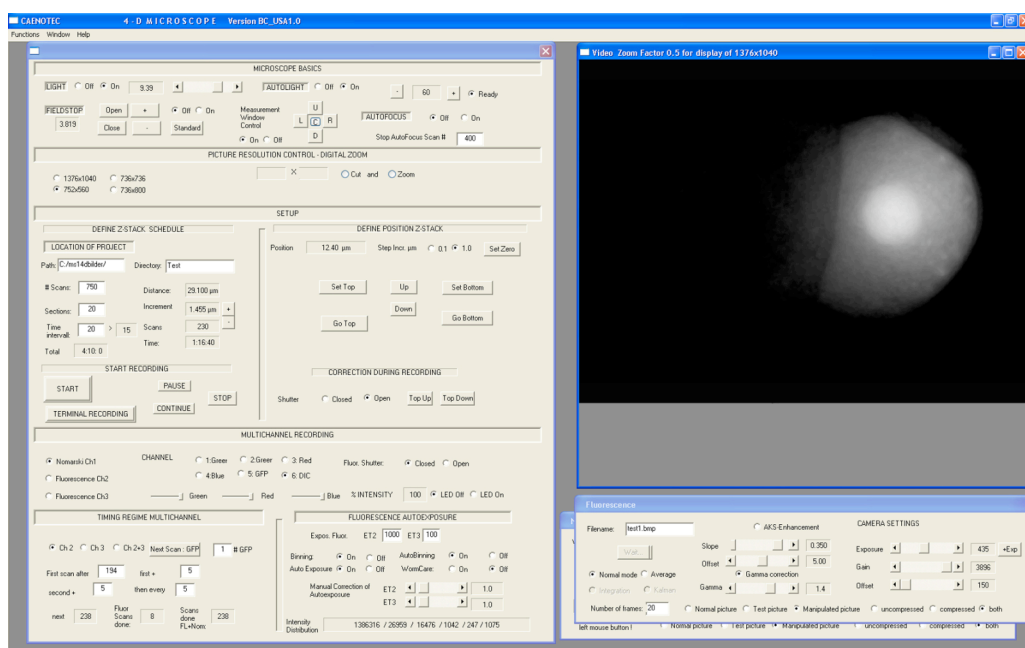 CAENOTEC 4 - D M I C R O S C O P E Version BC_USA1.0
Functions Window Help
MICROSCOPE BASICS
LIGHT Off On 9.39 AUTOLIGHT Off On - 60 + Ready
FIELDSTOP Open + Off On Measurement Window Control U L C R D AUTOFOCUS Off On
3.819 Close - Standard On Off Stop AutoFocus Scan # 400
PICTURE RESOLUTION CONTROL - DIGITAL ZOOM
1376x1040 736x736 X Cut and Zoom
752x560 736x800
SETUP
DEFINE Z-STACK SCHEDULE
LOCATION OF PROJECT
Path: C:/ms14dbilder/ Directory: Test
# Scans: 750 Distance: 29.100 µm
Sections: 20 Increment 1.455 µm + -
Time intervall: 20 > 15 Scans 230
Total 4:10: 0 Time: 1:16:40
START RECORDING
START PAUSE STOP
TERMINAL RECORDING CONTINUE
DEFINE POSITION Z-STACK
Position 12.40 µm Step Incr. µm 0.1 1.0 Set Zero
Set Top Up Set Bottom
Go Top Down Go Bottom
CORRECTION DURING RECORDING
Shutter Closed Open Top Up Top Down
MULTICHANNEL RECORDING
Nomarski Ch1 CHANNEL 1:Green 2:Green 3: Red Fluor. Shutter: Closed Open
Fluorescence Ch2 4:Blue 5: GFP 6: DIC
Fluorescence Ch3 Green Red Blue % INTENSITY 100 LED Off LED On
TIMING REGIME MULTICHANNEL
Ch 2 Ch 3 Ch 2+3 Next Scan : GFP 1 # GFP
First scan after 194 first + 5
second + 5 then every 5
next 238 Fluor Scans done: 8 Scans done FL+Nom: 238
FLUORESCENCE AUTOEXPOSURE
Expos. Fluor. ET2 1000 ET3 100
Binning: On Off AutoBinning On Off
Auto Exposure On Off WormCare: On Off
Manual Correction of Autoexposure ET2 1.0
ET3 1.0
Intensity Distribution 1386316 / 26959 / 16476 /1042 / 247 /1075
Video Zoom Factor 0.5 for display of 1376x1040
Fluorescence
Filename: test1.bmp AKS-Enhancement CAMERA SETTINGS
Wait... Slope 0.350 Exposure 435 +Exp
Offset 5.00 Gain 3896
Normal mode Average Gamma correction Offset 150
Integration Kalman Gamma 1.4
Number of frames: 20 Normal picture Test picture Manipulated picture uncompressed compressed both
left mouse button ! Normal picture Test picture Manipulated picture uncompressed compressed both